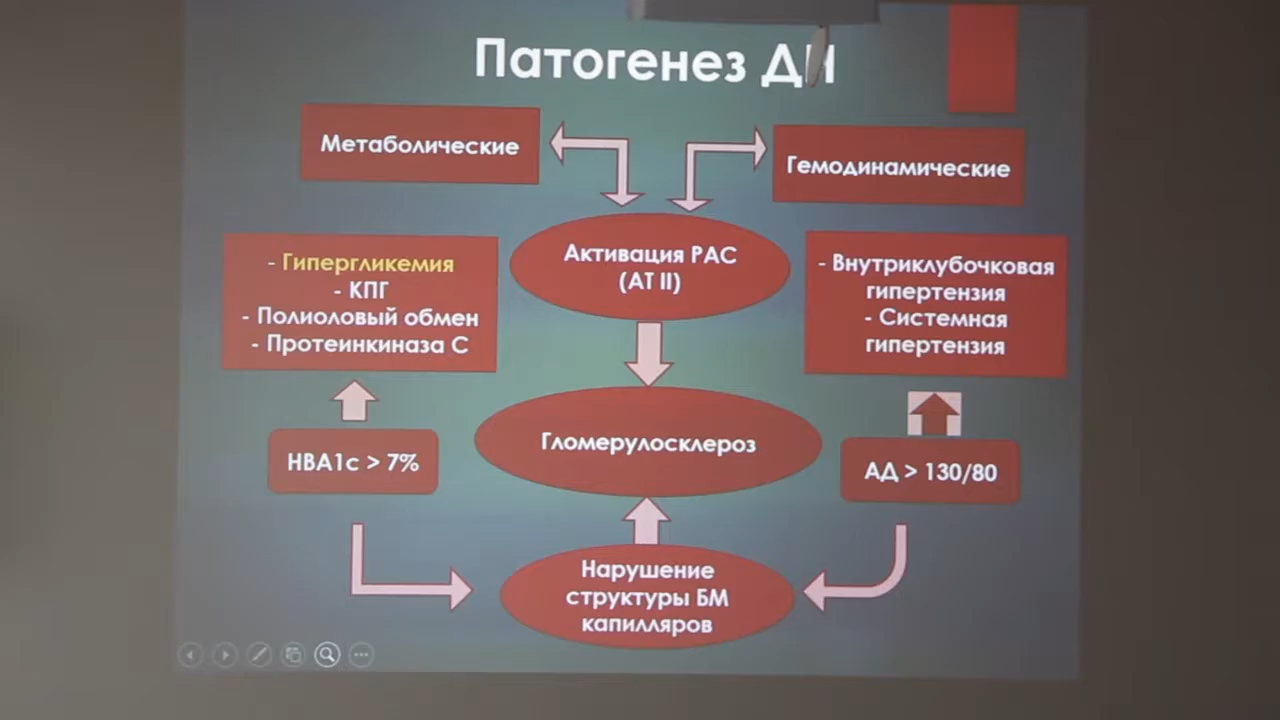 Патогенез ДН
Метаболические
Гемодинамические
Активация РАС
(АТ II)
- Гипергликемия
- КПГ
- Полиоловый обмен
- Протеинкиназа С
- Внутриклубочковая
гипертензия
- Системная
гипертензия
Гломерулосклероз
HBA1c > 7%
АД > 130/80
Нарушение
структуры БМ
капилляров